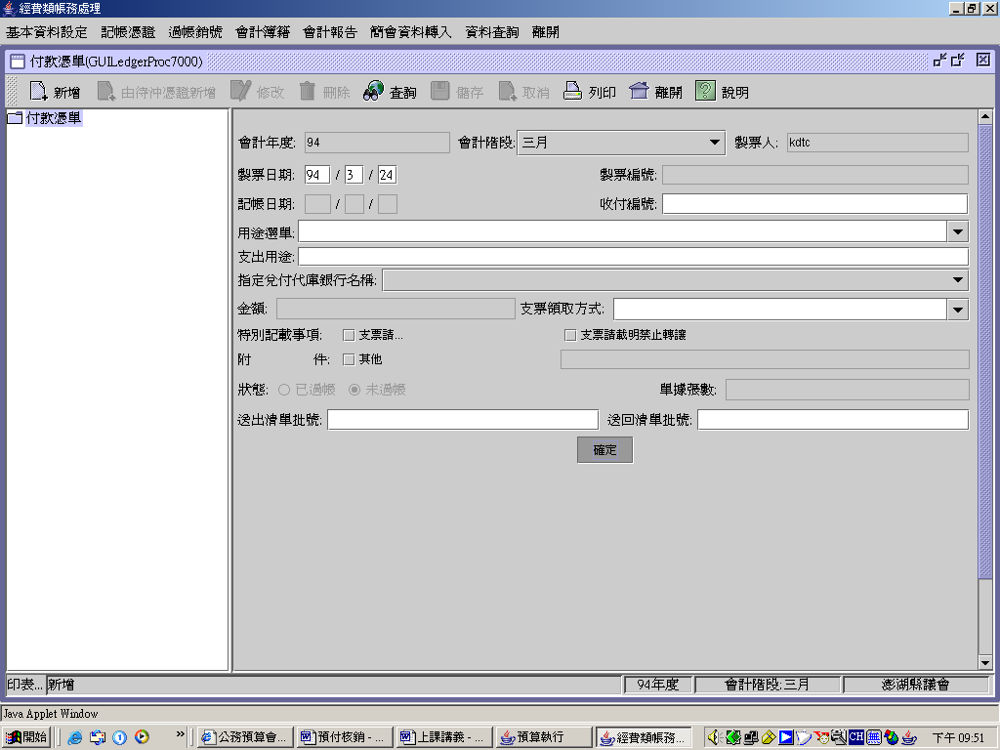 經費類帳務處理
基本資料設定 記帳憑證 過帳銷號 會計簿籍 會計報告 簡會資料轉入 資料查詢 離開
付款憑單(GUILedgerProc7000)
新增 由待沖憑證新增 修改 刪除 查詢 儲存 取消 列印 離開 說明
付款憑單
會計年度: 94 會計階段: 三月 製票人: kdtc
製票日期: 94 / 3 / 24 製票編號:
記帳日期: / / 收付編號:
用途選單:
支出用途:
指定兌付代庫銀行名稱:
金額: 支票領取方式:
特別記載事項: 支票請... 支票請載明禁止轉讓
附 件: 其他
狀態: 已過帳 未過帳 單據張數:
送出清單批號: 送回清單批號:
確定
印表... 新增 94年度 會計階段:三月 澎湖縣議會
Java Applet Window
開始 » 公務預算會... 預付核銷 - ... 上課講義 - ... 預算執行 經費類帳務... CH 下午 09:51